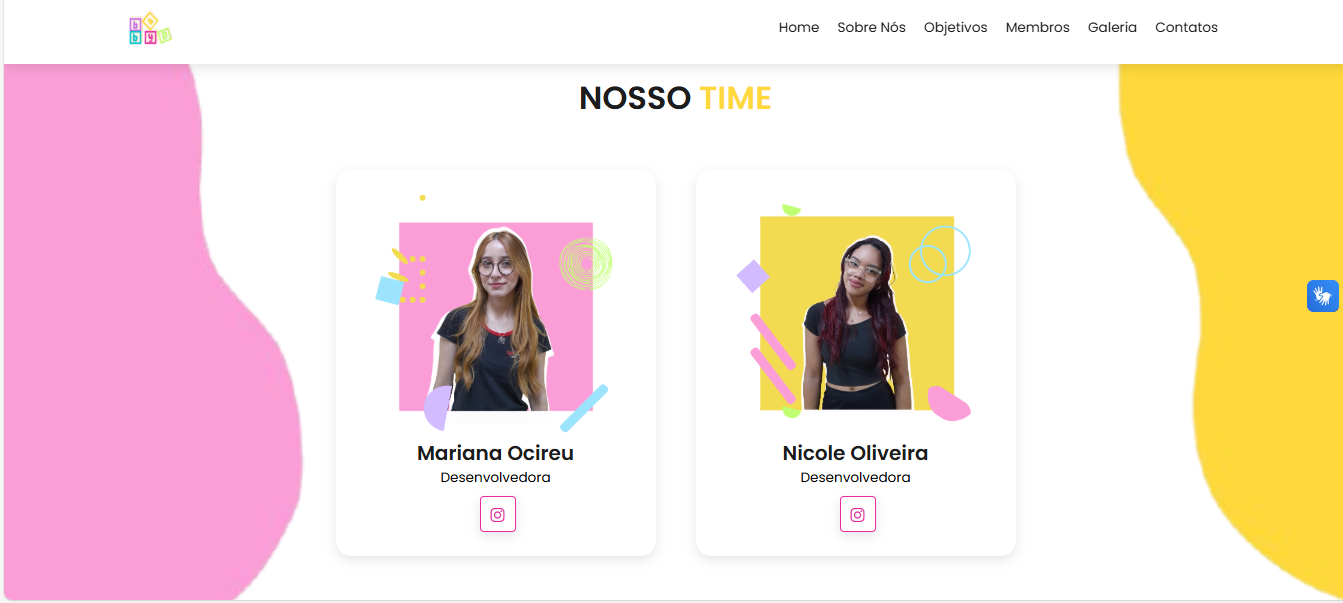 Home Sobre Nós Objetivos Membros Galeria Contatos
NOSSO TIME
Mariana Ocireu
Desenvolvedora
Nicole Oliveira
Desenvolvedora